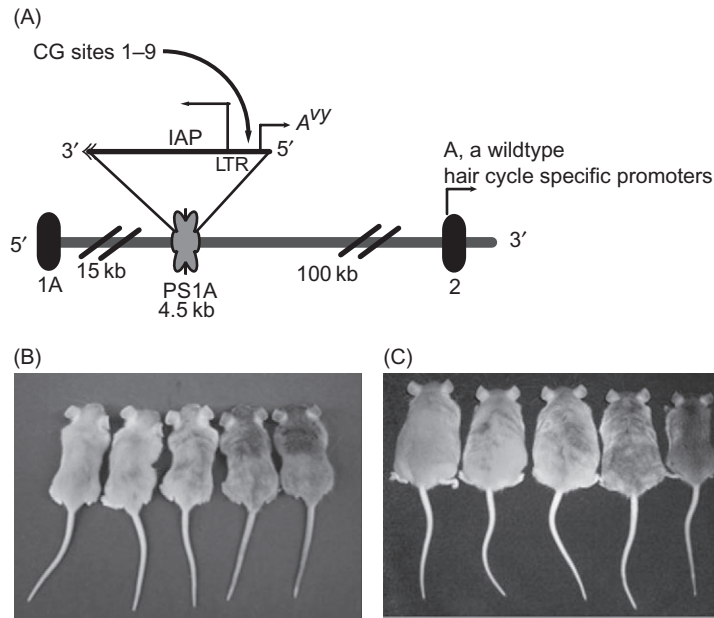 (A)
CG sites 1–9
A^vy
3′
IAP
5′
LTR
A, a wildtype
hair cycle specific promoters
5′
3′
15 kb
100 kb
1A
PS1A
4.5 kb
2
(B)
(C)